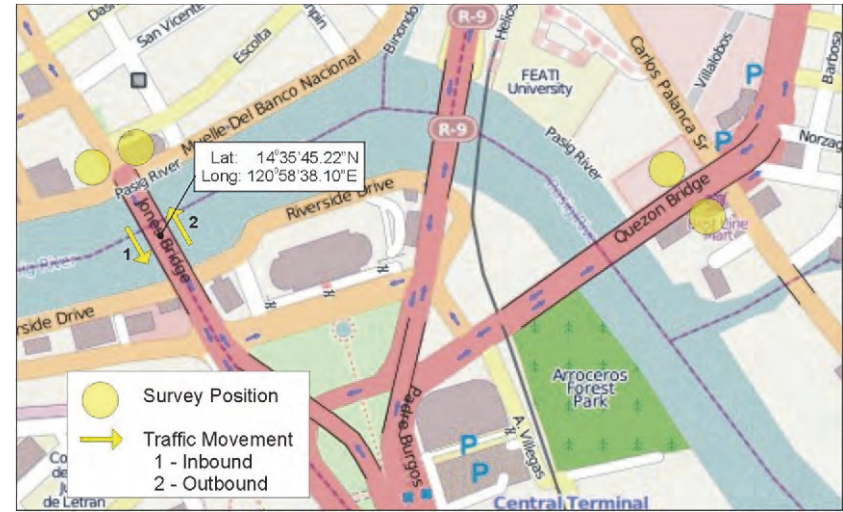 San Vicente
Escolta
Binondo
Muelle Del Banco Nacional
R-9
Helios
FEATI
University
Carlos Palanca Sr
Villalobos
Barbosa
P
P
Norzag
R-9
Pasig River
Pasig River
Lat: 14°35'45.22"N
Long: 120°58'38.10"E
Riverside Drive
Jones Bridge
1
2
Quezon Bridge
Mart
rside Drive
Arroceros
Forest
Park
Padre Burgos
A. Villegas
P
P
Central Terminal
Survey Position
Traffic Movement
1 - Inbound
2 - Outbound
de Letran